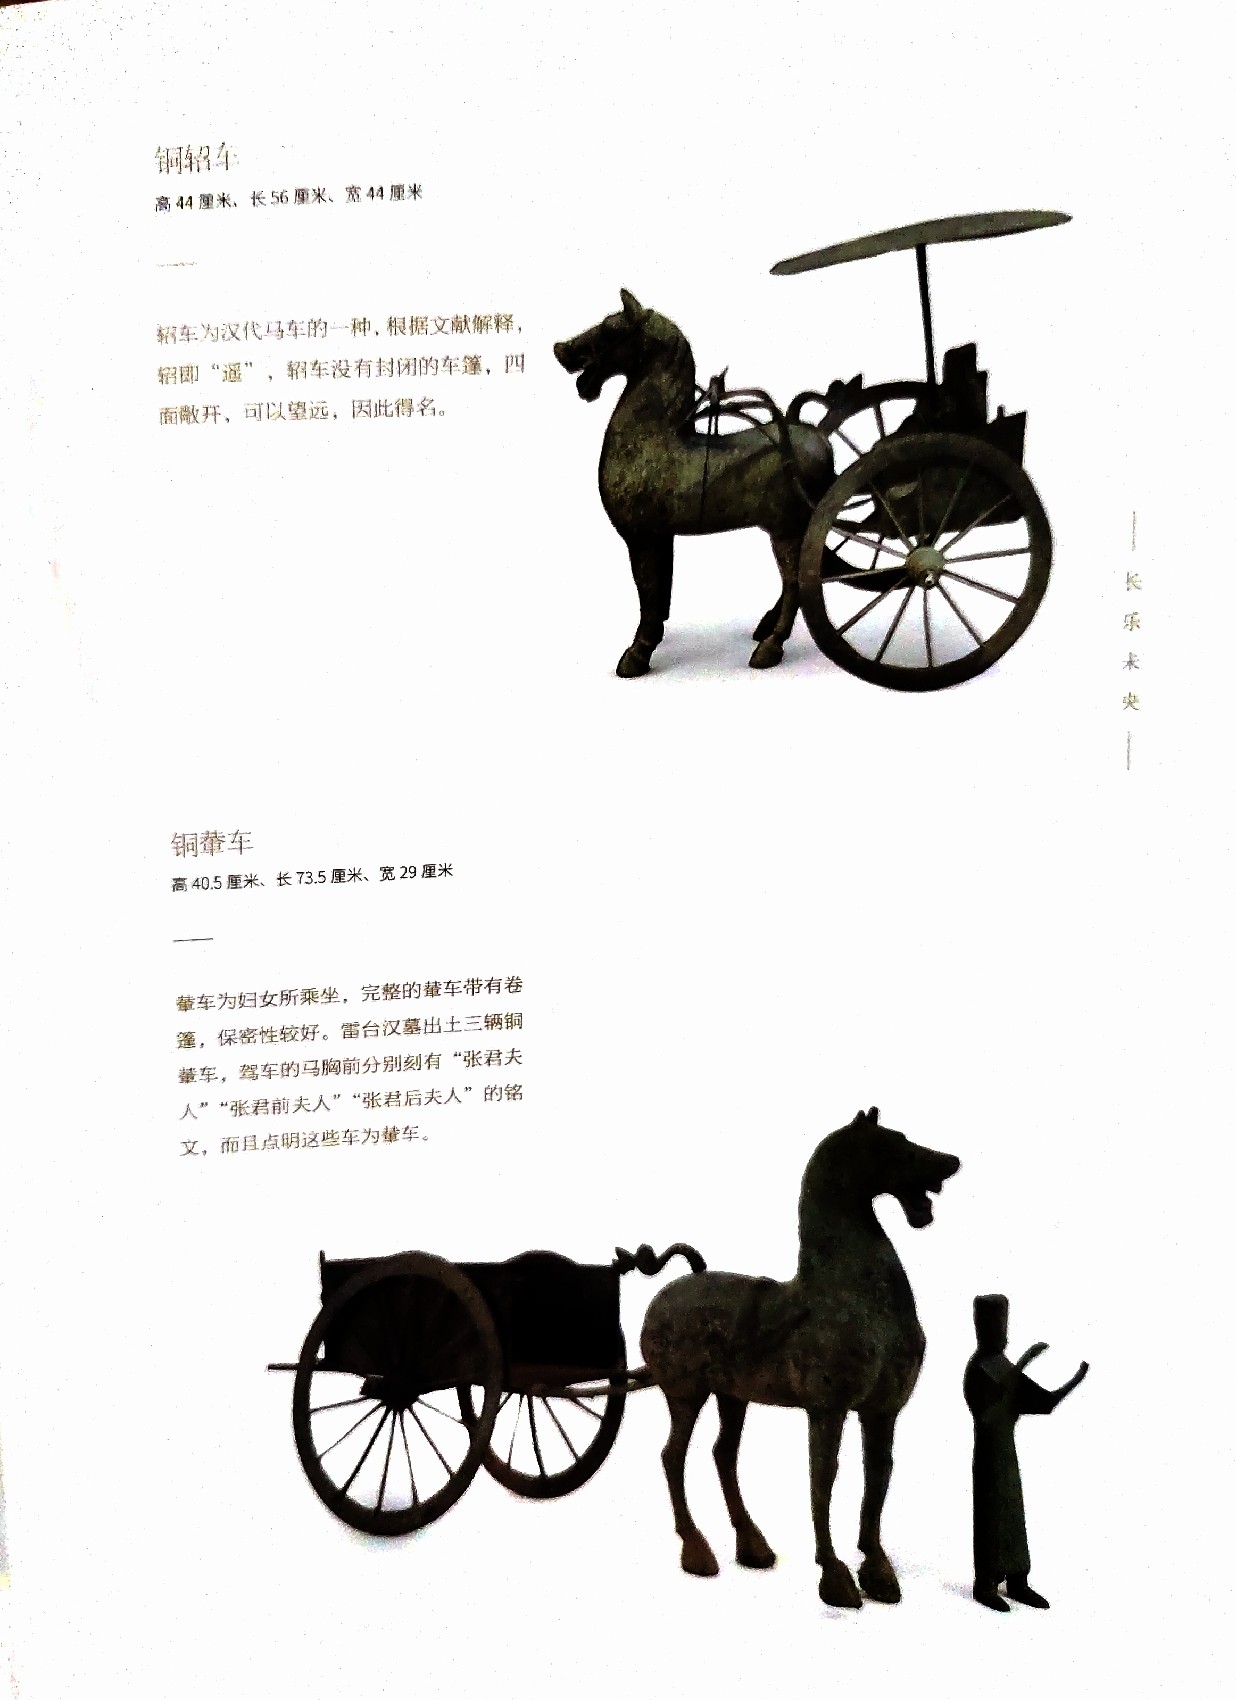 铜轺车
高 44 厘米、长 56 厘米、宽 44 厘米
轺车为汉代马车的一种，根据文献解释，
轺即“遥”，轺车没有封闭的车篷，四
面敞开，可以望远，因此得名。
长乐未央
铜輂车
高 40.5 厘米、长 73.5 厘米、宽 29 厘米
輂车为妇女所乘坐，完整的輂车带有卷
篷，保密性较好。雷台汉墓出土三辆铜
輂车，驾车的马胸前分别刻有“张君夫
人”“张君前夫人”“张君后夫人”的铭
文，而且点明这些车为輂车。